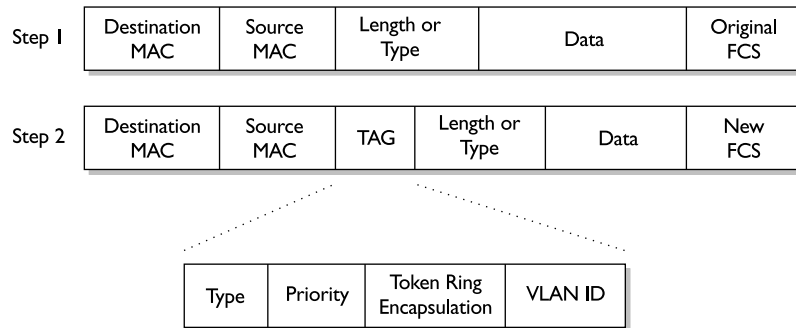 Step 1
Destination MAC
Source MAC
Length or Type
Data
Original FCS
Step 2
Destination MAC
Source MAC
TAG
Length or Type
Data
New FCS
Type
Priority
Token Ring Encapsulation
VLAN ID